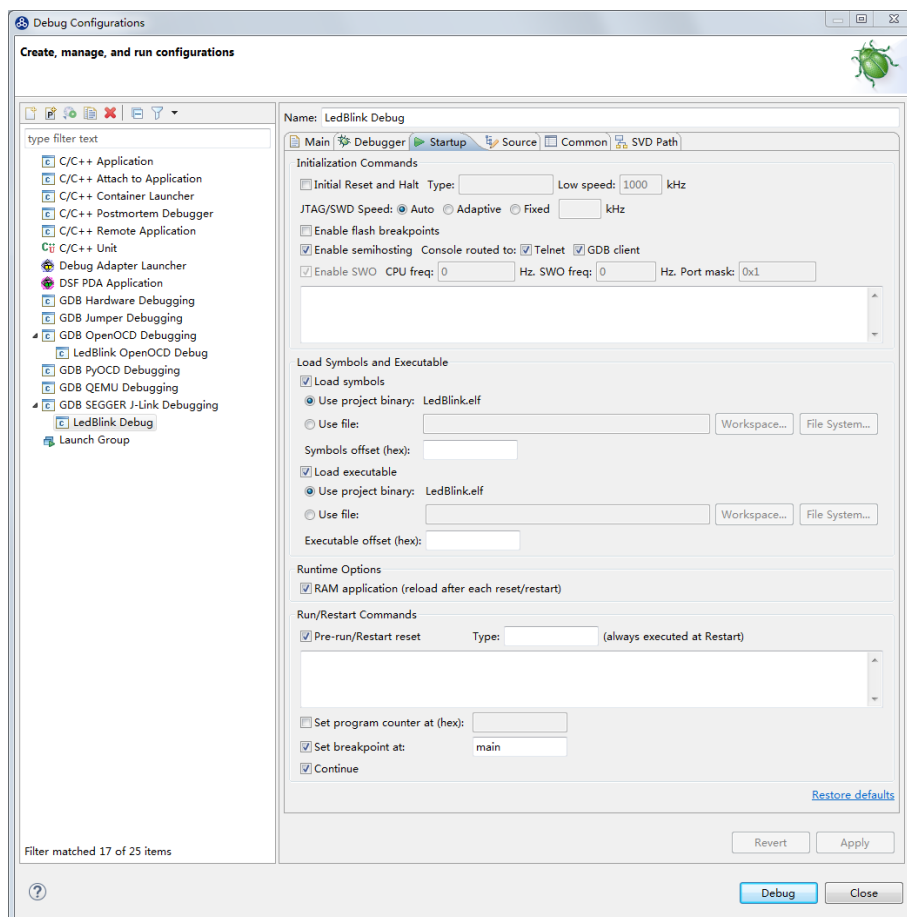 Debug Configurations
Create, manage, and run configurations
type filter text
C/C++ Application
C/C++ Attach to Application
C/C++ Container Launcher
C/C++ Postmortem Debugger
C/C++ Remote Application
C/C++ Unit
Debug Adapter Launcher
DSF PDA Application
GDB Hardware Debugging
GDB Jumper Debugging
GDB OpenOCD Debugging
LedBlink OpenOCD Debug
GDB PyOCD Debugging
GDB QEMU Debugging
GDB SEGGER J-Link Debugging
LedBlink Debug
Launch Group
Filter matched 17 of 25 items
Name: LedBlink Debug
Main Debugger Startup Source Common SVD Path
Initialization Commands
Initial Reset and Halt Type: Low speed: 1000 kHz
JTAG/SWD Speed: Auto Adaptive Fixed kHz
Enable flash breakpoints
Enable semihosting Console routed to: Telnet GDB client
Enable SWO CPU freq: 0 Hz. SWO freq: 0 Hz. Port mask: 0x1
Load Symbols and Executable
Load symbols
Use project binary: LedBlink.elf
Use file: Workspace... File System...
Symbols offset (hex):
Load executable
Use project binary: LedBlink.elf
Use file: Workspace... File System...
Executable offset (hex):
Runtime Options
RAM application (reload after each reset/restart)
Run/Restart Commands
Pre-run/Restart reset Type: (always executed at Restart)
Set program counter at (hex):
Set breakpoint at: main
Continue
Restore defaults
Revert Apply
Debug Close